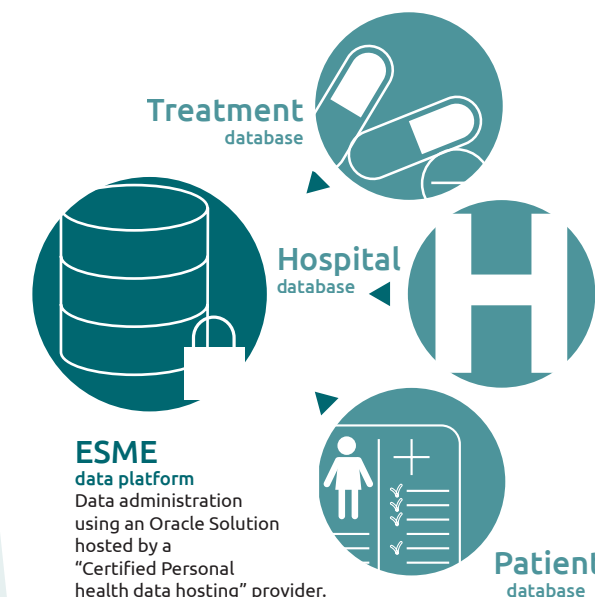 Treatment
database
Hospital
database
H
ESME
data platform
Data administration
using an Oracle Solution
hosted by a
“Certified Personal
health data hosting” provider.
Patient
database